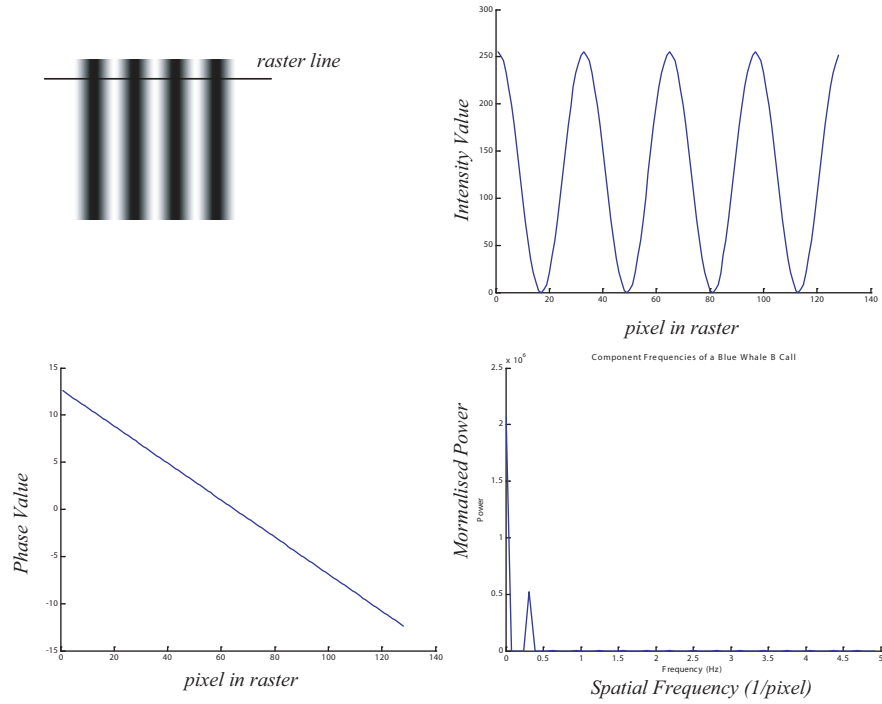 raster line
300
250
200
150
100
50
0
Intensity Value
0 20 40 60 80 100 120 140
pixel in raster
15
10
5
0
-5
-10
-15
Phase Value
0 20 40 60 80 100 120 140
pixel in raster
Component Frequencies of a Blue Whale B Call
x 10^6
2.5
2
1.5
1
0.5
0
Mormalised Power
Power
0 0.5 1 1.5 2 2.5 3 3.5 4 4.5 5
Frequency (Hz)
Spatial Frequency (1/pixel)